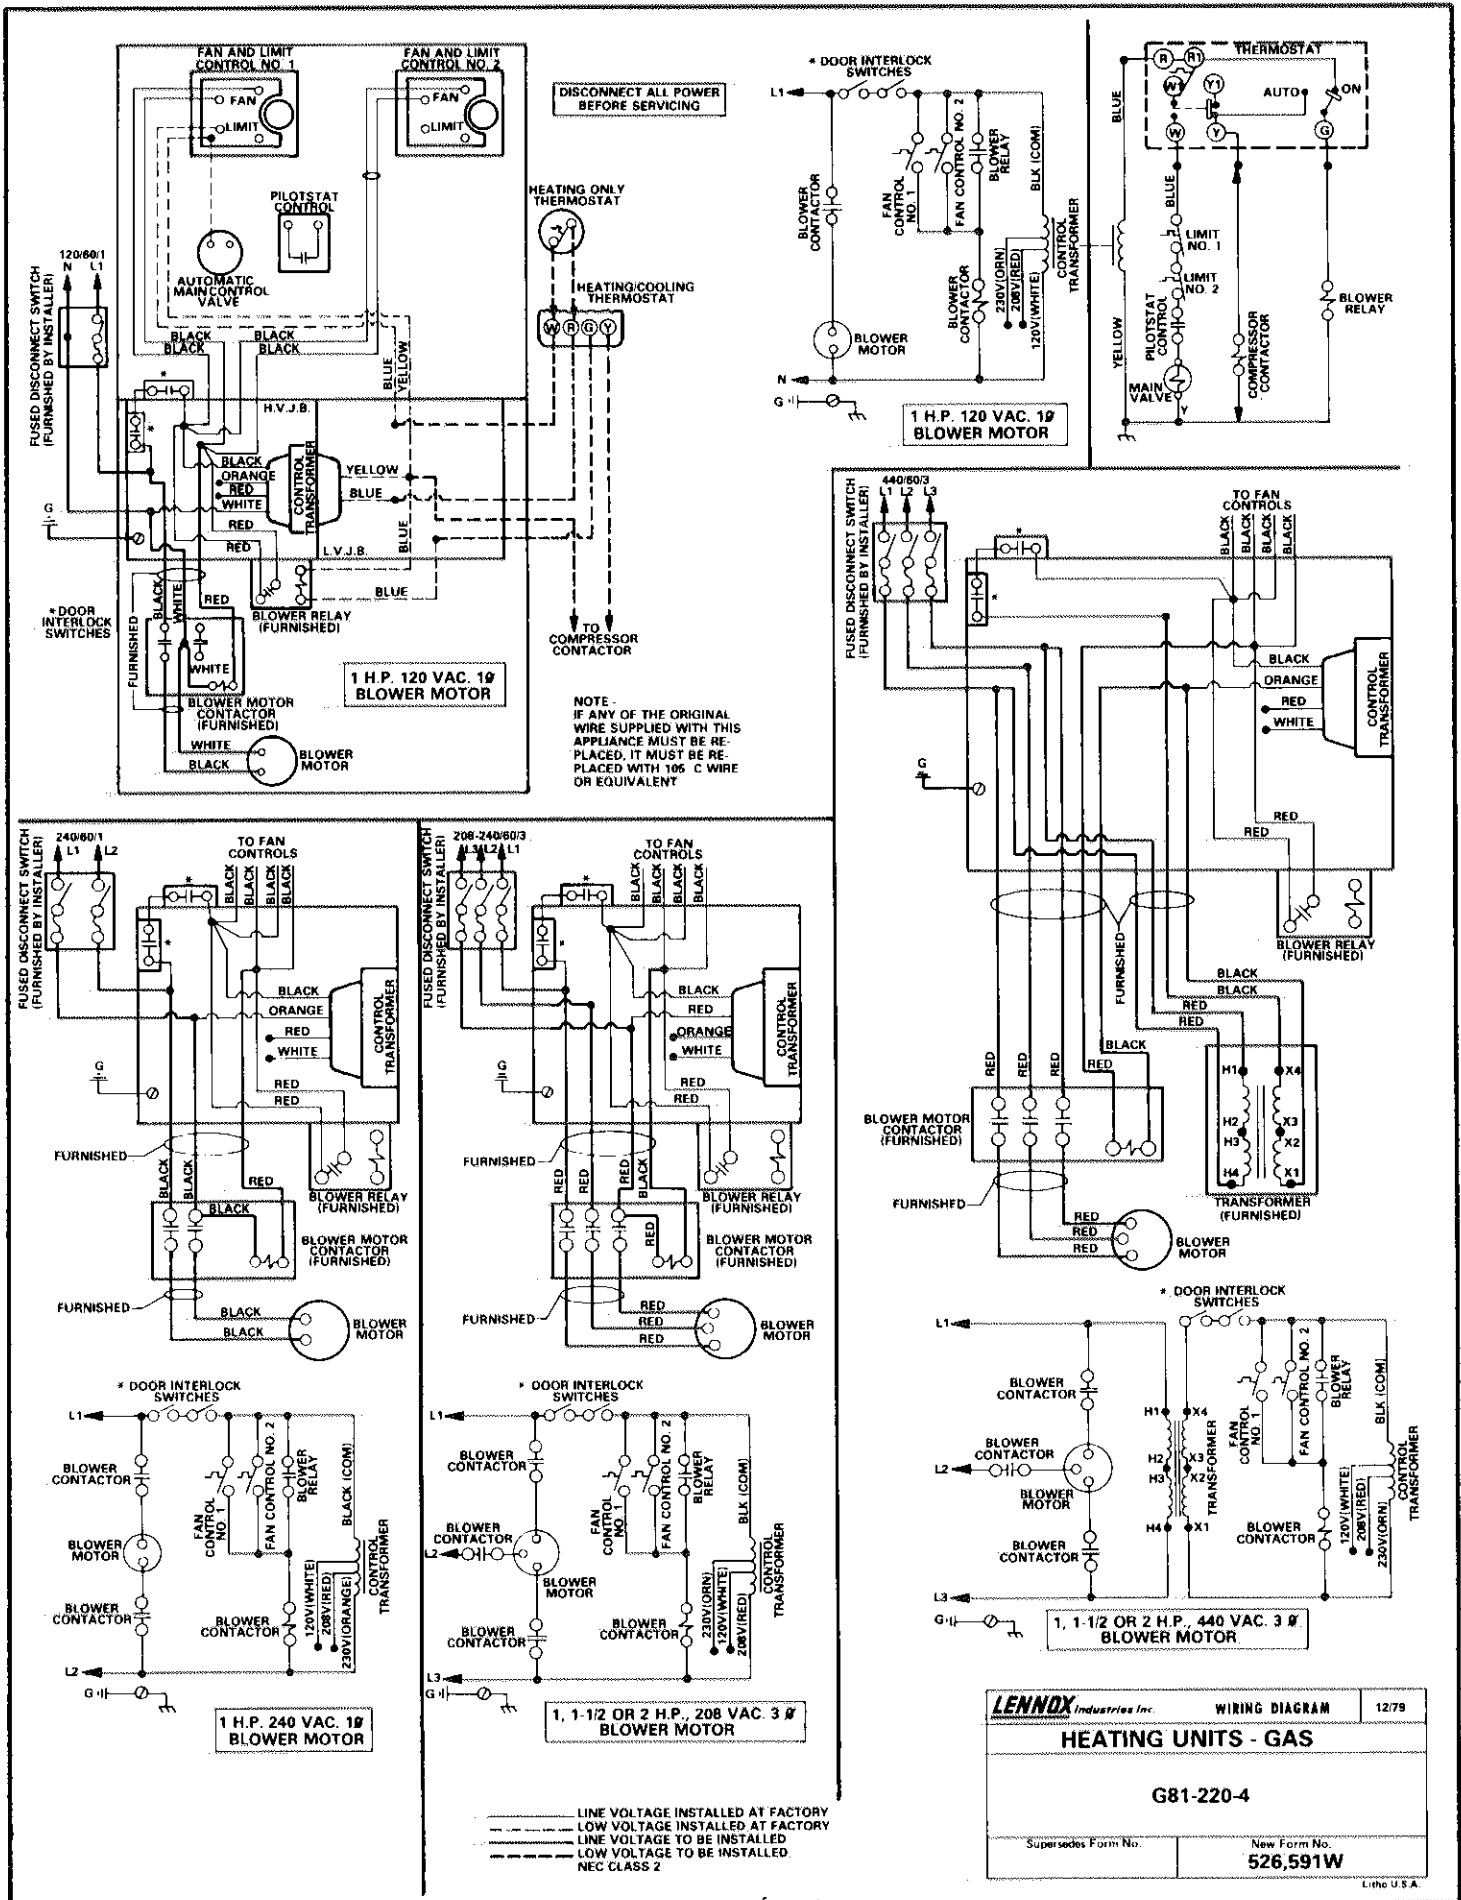 FAN AND LIMIT
CONTROL NO. 1
FAN
LIMIT
FAN AND LIMIT
CONTROL NO. 2
FAN
LIMIT
DISCONNECT ALL POWER
BEFORE SERVICING
PILOTSTAT
CONTROL
AUTOMATIC
MAIN CONTROL
VALVE
120/60/1
N L1
FUSED DISCONNECT SWITCH
(FURNISHED BY INSTALLER)
HEATING ONLY
THERMOSTAT
HEATING/COOLING
THERMOSTAT
W R G Y
BLACK
BLACK
BLACK
BLACK
BLUE
YELLOW
*
*
H.V.J.B.
BLACK
ORANGE
RED
WHITE
CONTROL
TRANSFORMER
YELLOW
BLUE
RED
RED
L.V.J.B.
BLUE
G
BLUE
BLACK
WHITE
RED
BLOWER RELAY
(FURNISHED)
* DOOR
INTERLOCK
SWITCHES
FURNISHED
WHITE
BLOWER MOTOR
CONTACTOR
(FURNISHED)
WHITE
BLACK
BLOWER
MOTOR
TO
COMPRESSOR
CONTACTOR
1 H.P. 120 VAC. 1Ø
BLOWER MOTOR
NOTE -
IF ANY OF THE ORIGINAL
WIRE SUPPLIED WITH THIS
APPLIANCE MUST BE RE-
PLACED, IT MUST BE RE-
PLACED WITH 105 C WIRE
OR EQUIVALENT
* DOOR INTERLOCK
SWITCHES
L1
BLOWER
CONTACTOR
FAN
CONTROL
NO. 1
FAN CONTROL NO. 2
BLOWER
RELAY
BLK (COM)
CONTROL
TRANSFORMER
BLOWER
CONTACTOR
230V(ORN)
208V(RED)
120V(WHITE)
BLOWER
MOTOR
N
G
1 H.P. 120 VAC. 1Ø
BLOWER MOTOR
THERMOSTAT
R R1
W1 Y1
AUTO ON
W Y G
BLUE
BLUE
LIMIT
NO. 1
LIMIT
NO. 2
PILOTSTAT
CONTROL
MAIN
VALVE
Y
YELLOW
COMPRESSOR
CONTACTOR
BLOWER
RELAY
440/60/3
L1 L2 L3
FUSED DISCONNECT SWITCH
(FURNISHED BY INSTALLER)
TO FAN
CONTROLS
BLACK
BLACK
BLACK
BLACK
*
*
BLACK
ORANGE
RED
WHITE
CONTROL
TRANSFORMER
G
RED
RED
BLOWER RELAY
(FURNISHED)
FURNISHED
BLACK
BLACK
RED
RED
BLACK
RED
RED
RED
RED
H1 X4
H2 X3
H3 X2
H4 X1
TRANSFORMER
(FURNISHED)
BLOWER MOTOR
CONTACTOR
(FURNISHED)
FURNISHED
RED
RED
RED
BLOWER
MOTOR
* DOOR INTERLOCK
SWITCHES
L1
BLOWER
CONTACTOR
L2
BLOWER
CONTACTOR
BLOWER
MOTOR
BLOWER
CONTACTOR
L3
H1 X4
H2 X3
H3 X2
H4 X1
TRANSFORMER
FAN
CONTROL
NO. 1
FAN CONTROL NO. 2
BLOWER
RELAY
BLK (COM)
BLOWER
CONTACTOR
120V(WHITE)
208V(RED)
230V(ORN)
CONTROL
TRANSFORMER
G
1, 1-1/2 OR 2 H.P., 440 VAC. 3 Ø
BLOWER MOTOR
240/60/1
L1 L2
FUSED DISCONNECT SWITCH
(FURNISHED BY INSTALLER)
TO FAN
CONTROLS
BLACK
BLACK
BLACK
BLACK
*
*
BLACK
ORANGE
RED
WHITE
CONTROL
TRANSFORMER
G
RED
RED
FURNISHED
BLACK
BLACK
RED
BLOWER RELAY
(FURNISHED)
BLACK
BLOWER MOTOR
CONTACTOR
(FURNISHED)
FURNISHED
BLACK
BLACK
BLOWER
MOTOR
* DOOR INTERLOCK
SWITCHES
L1
BLOWER
CONTACTOR
BLOWER
MOTOR
BLOWER
CONTACTOR
L2
FAN
CONTROL
NO. 1
FAN CONTROL NO. 2
BLOWER
RELAY
BLACK (COM)
BLOWER
CONTACTOR
120V(WHITE)
208V(RED)
230V(ORANGE)
CONTROL
TRANSFORMER
G
1 H.P. 240 VAC. 1Ø
BLOWER MOTOR
208-240/60/3
L3 L2 L1
FUSED DISCONNECT SWITCH
(FURNISHED BY INSTALLER)
TO FAN
CONTROLS
BLACK
BLACK
BLACK
BLACK
*
*
BLACK
RED
ORANGE
WHITE
CONTROL
TRANSFORMER
G
RED
RED
FURNISHED
RED
RED
RED
BLACK
BLOWER RELAY
(FURNISHED)
RED
BLOWER MOTOR
CONTACTOR
(FURNISHED)
FURNISHED
RED
RED
RED
BLOWER
MOTOR
* DOOR INTERLOCK
SWITCHES
L1
BLOWER
CONTACTOR
BLOWER
CONTACTOR
L2
BLOWER
MOTOR
BLOWER
CONTACTOR
L3
FAN
CONTROL
NO. 1
FAN CONTROL NO. 2
BLOWER
RELAY
BLK (COM)
BLOWER
CONTACTOR
230V(ORN)
120V(WHITE)
208V(RED)
CONTROL
TRANSFORMER
G
1, 1-1/2 OR 2 H.P., 208 VAC. 3 Ø
BLOWER MOTOR
LINE VOLTAGE INSTALLED AT FACTORY
LOW VOLTAGE INSTALLED AT FACTORY
LINE VOLTAGE TO BE INSTALLED
LOW VOLTAGE TO BE INSTALLED
NEC CLASS 2
LENNOX Industries Inc. WIRING DIAGRAM 12/79
HEATING UNITS - GAS
G81-220-4
Supersedes Form No. New Form No.
526,591W
Litho U.S.A.